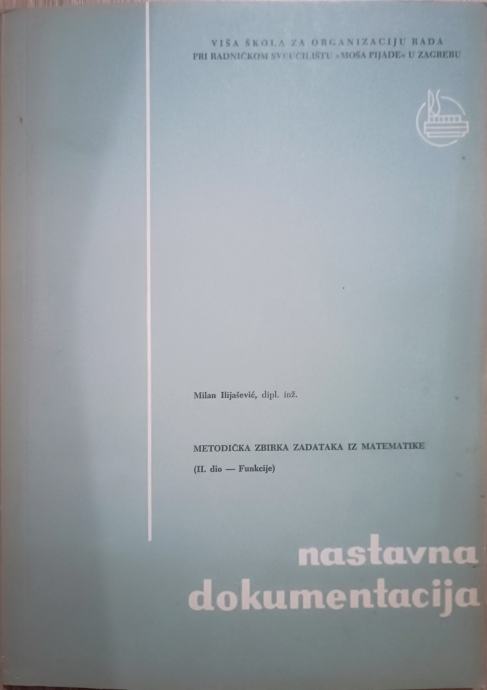 VIŠA ŠKOLA ZA ORGANIZACIJU RADA
PRI RADNIČKOM SVEUČILIŠTU »MOŠA PIJADE« U ZAGREBU
RS
Milan Ilijašević, dipl. inž.
METODIČKA ZBIRKA ZADATAKA IZ MATEMATIKE
(II. dio — Funkcije)
nastavna
dokumentacija